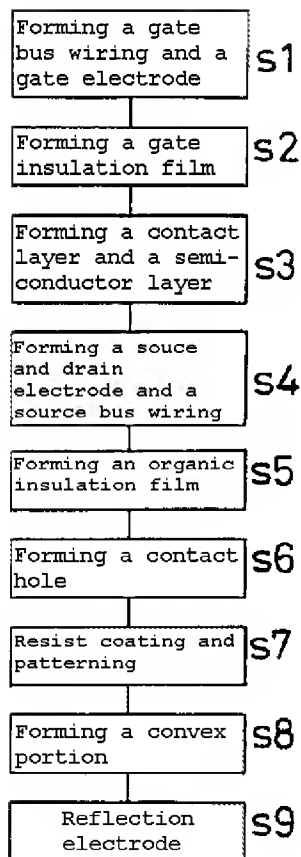 Forming a gate
bus wiring and a
gate electrode
s1
Forming a gate
insulation film
s2
Forming a contact
layer and a semi-
conductor layer
s3
Forming a souce
and drain
electrode and a
source bus wiring
s4
Forming an organic
insulation film
s5
Forming a contact
hole
s6
Resist coating and
patterning
s7
Forming a convex
portion
s8
Reflection
electrode
s9